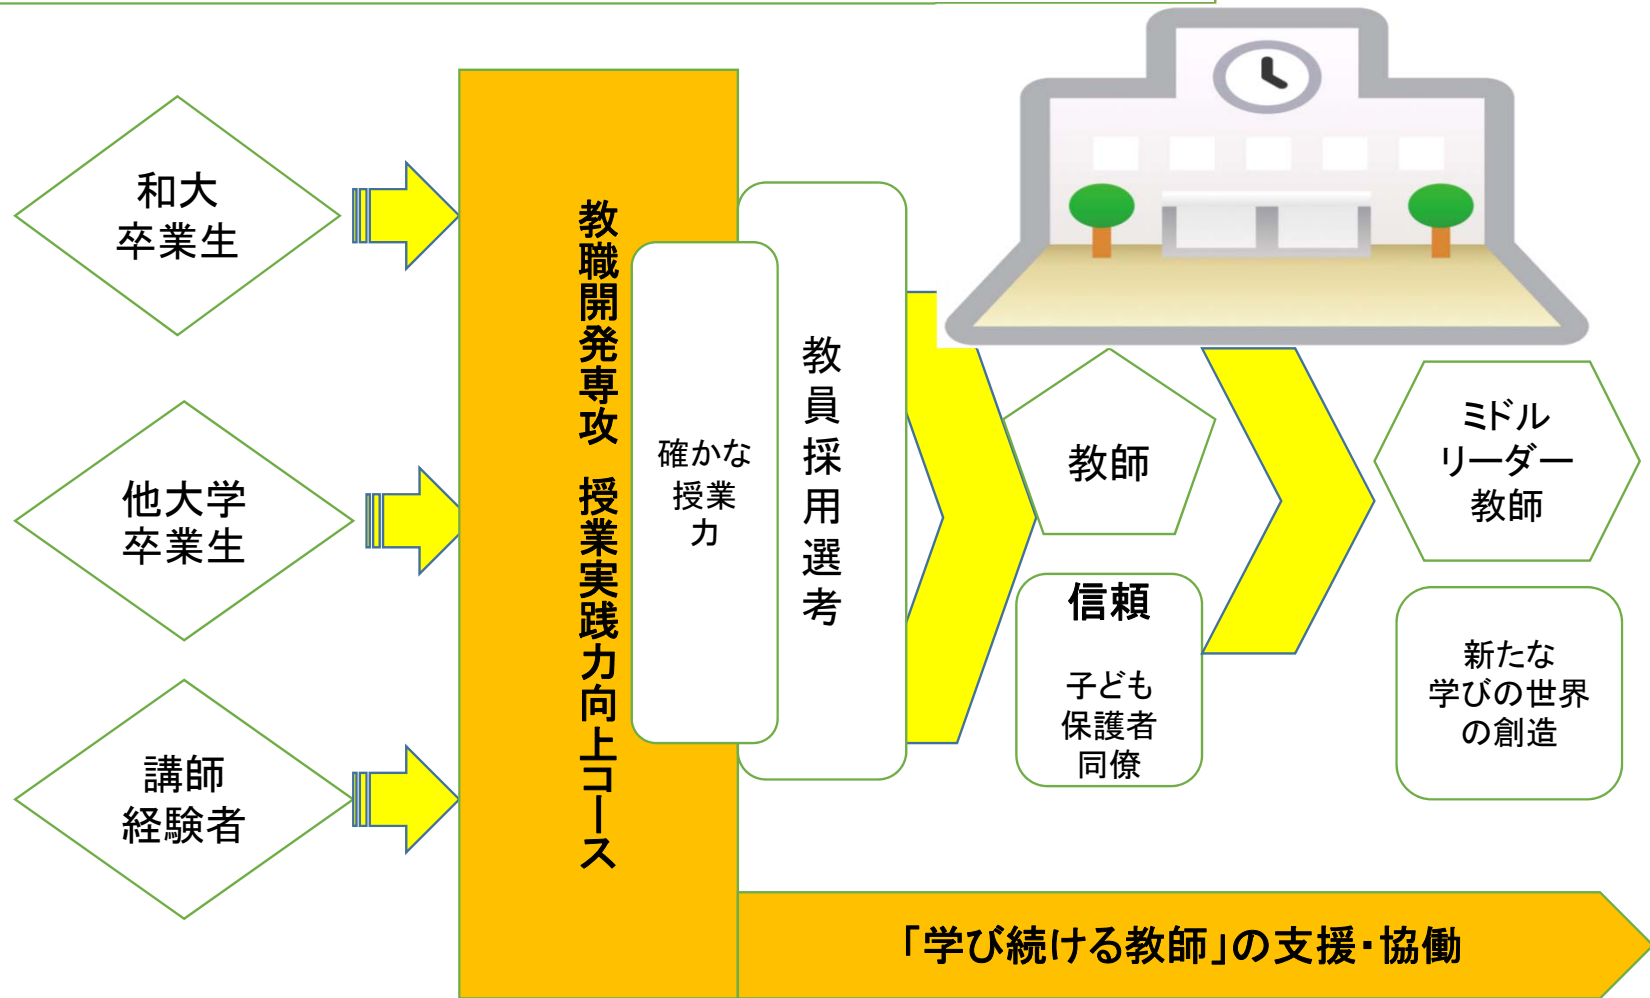 和大
卒業生
他大学
卒業生
講師
経験者
教職開発専攻　授業実践力向上コース
確かな
授業
力
教員採用選考
教師
信頼
子ども
保護者
同僚
ミドル
リーダー
教師
新たな
学びの世界
の創造
「学び続ける教師」の支援・協働